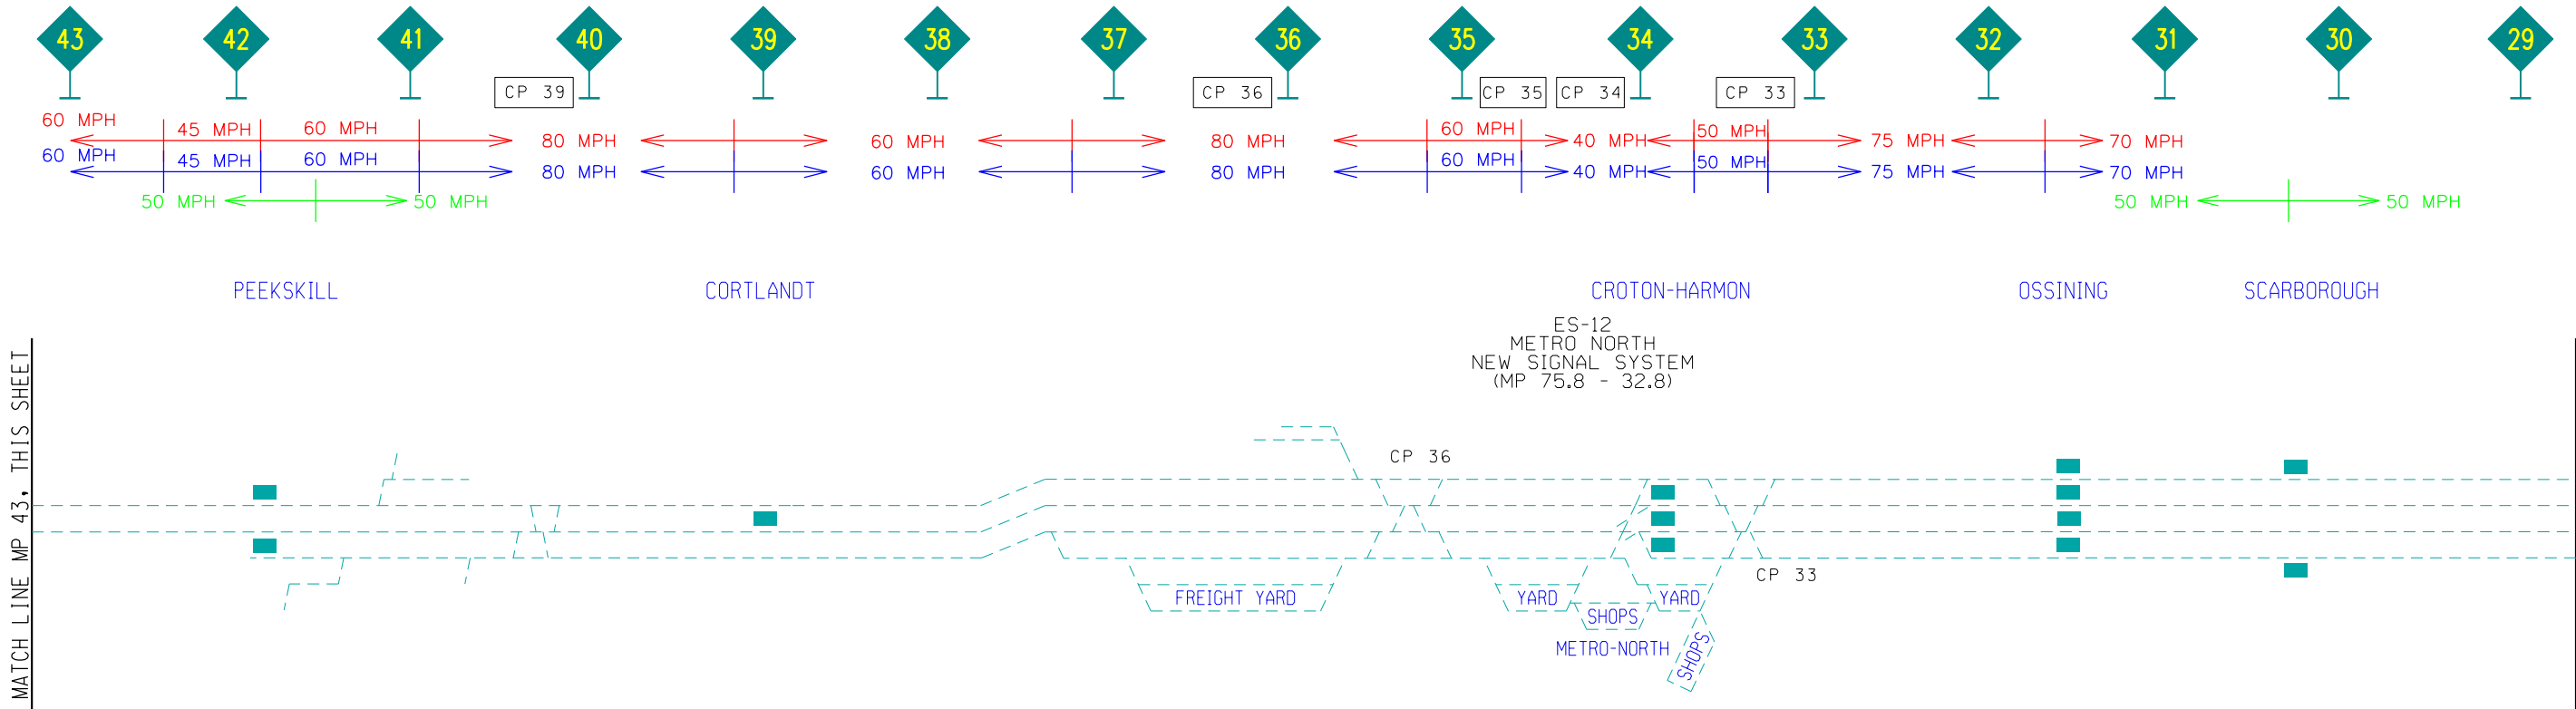 43 42 41 40 39 38 37 36 35 34 33 32 31 30 29
CP 39 CP 36 CP 35 CP 34 CP 33
60 MPH 45 MPH 60 MPH 80 MPH 60 MPH 80 MPH 60 MPH 40 MPH 50 MPH 75 MPH 70 MPH
60 MPH 45 MPH 60 MPH 80 MPH 60 MPH 80 MPH 60 MPH 40 MPH 50 MPH 75 MPH 70 MPH
50 MPH 50 MPH 50 MPH 50 MPH
PEEKSKILL CORTLANDT CROTON-HARMON OSSINING SCARBOROUGH
ES-12
METRO NORTH
NEW SIGNAL SYSTEM
(MP 75.8 - 32.8)
MATCH LINE MP 43, THIS SHEET
CP 36
CP 33
FREIGHT YARD YARD YARD
SHOPS
METRO-NORTH
SHOPS